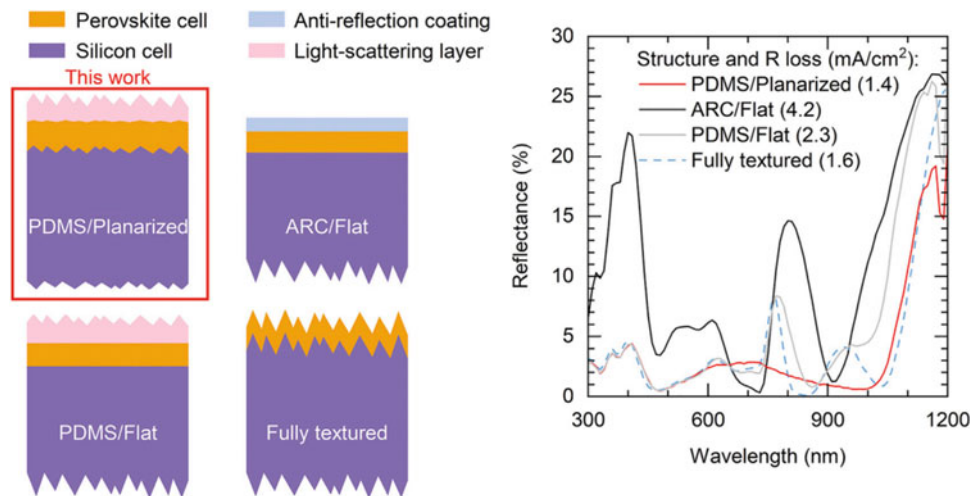 Perovskite cell
Anti-reflection coating
Silicon cell
Light-scattering layer
This work
PDMS/Planarized
ARC/Flat
PDMS/Flat
Fully textured
30
25
20
15
10
5
0
Reflectance (%)
Structure and R loss (mA/cm²):
PDMS/Planarized (1.4)
ARC/Flat (4.2)
PDMS/Flat (2.3)
Fully textured (1.6)
300 600 900 1200
Wavelength (nm)